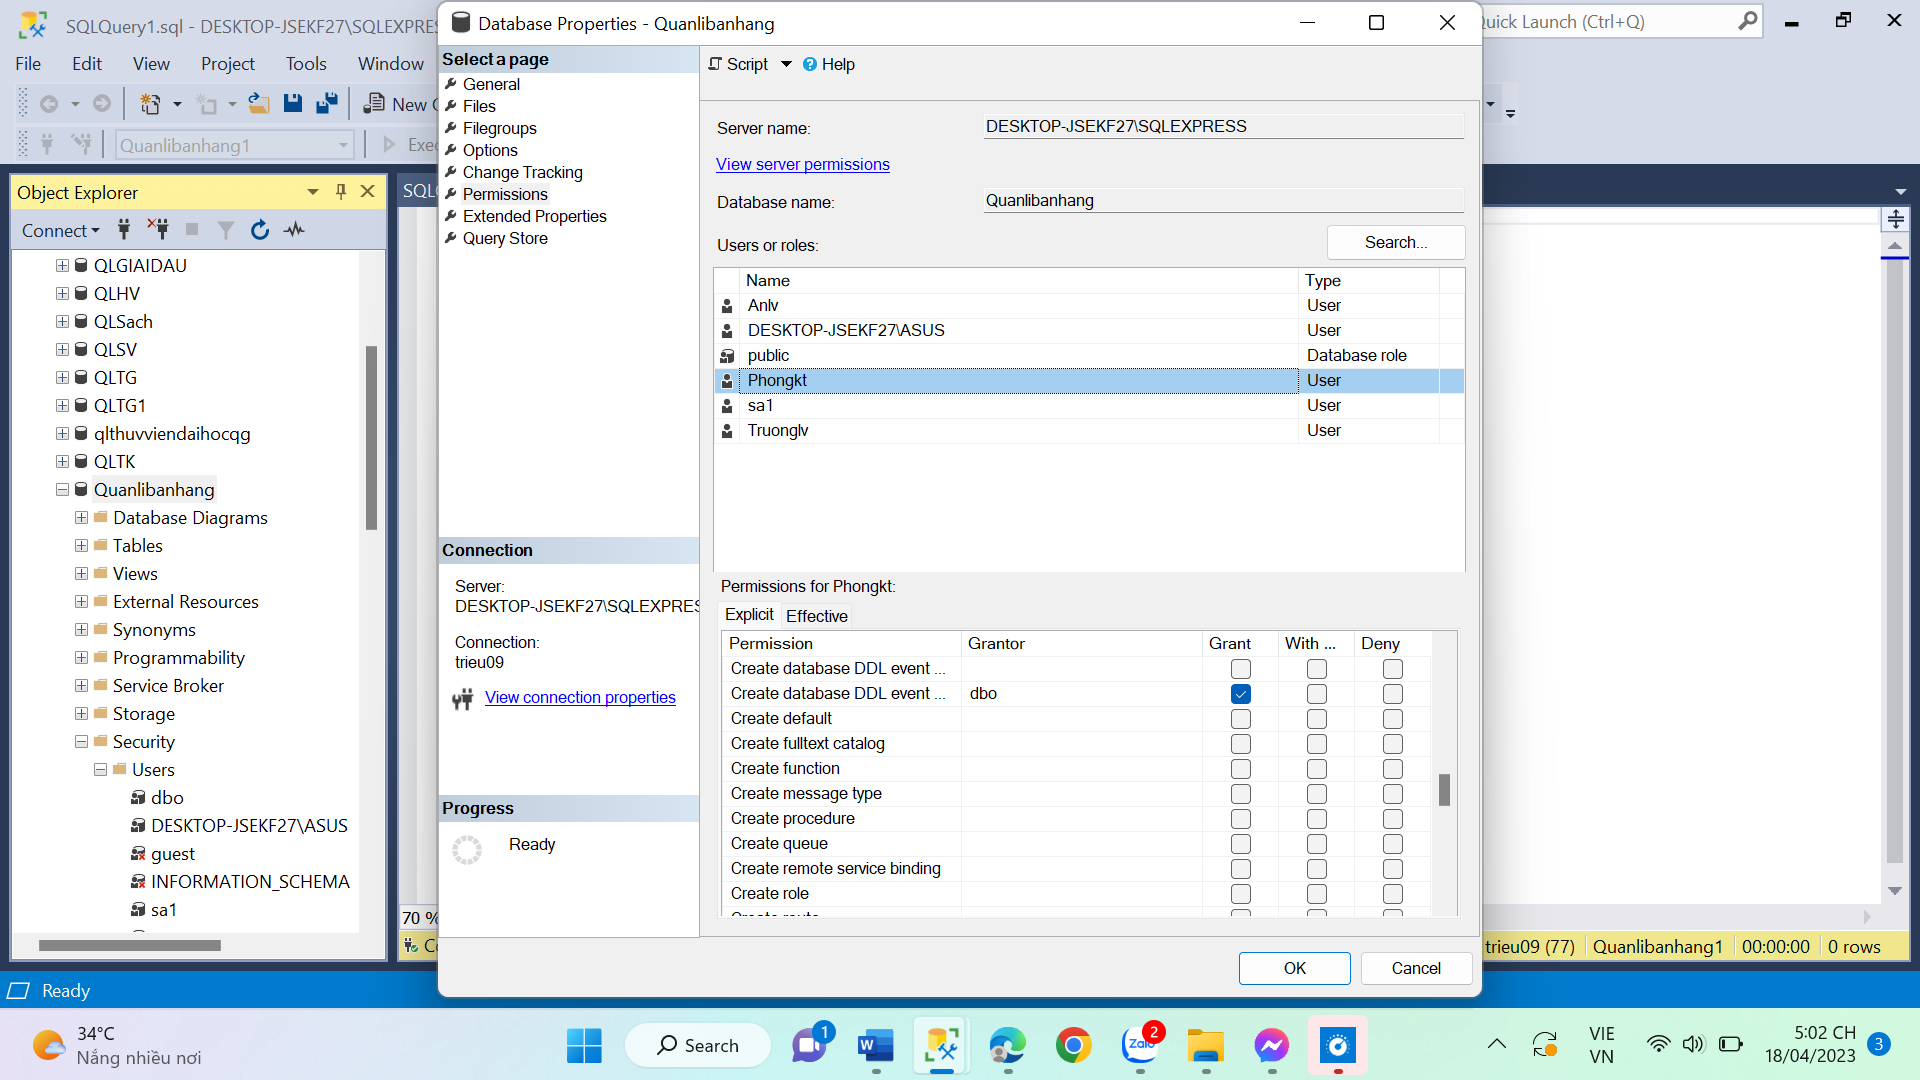 SQLQuery1.sql - DESKTOP-JSEKF27\SQLEXPRES
Quick Launch (Ctrl+Q)
File Edit View Project Tools Window
New
Quanlibanhang1
Object Explorer
Connect
QLGIAIDAU
QLHV
QLSach
QLSV
QLTG
QLTG1
qlthuvviendaihocqg
QLTK
Quanlibanhang
Database Diagrams
Tables
Views
External Resources
Synonyms
Programmability
Service Broker
Storage
Security
Users
dbo
DESKTOP-JSEKF27\ASUS
guest
INFORMATION_SCHEMA
sa1
70 %
Database Properties - Quanlibanhang
Select a page
General
Files
Filegroups
Options
Change Tracking
Permissions
Extended Properties
Query Store
Connection
Server:
DESKTOP-JSEKF27\SQLEXPRES
Connection:
trieu09
View connection properties
Progress
Ready
Script Help
Server name: DESKTOP-JSEKF27\SQLEXPRESS
View server permissions
Database name: Quanlibanhang
Users or roles: Search...
Name Type
Anlv User
DESKTOP-JSEKF27\ASUS User
public Database role
Phongkt User
sa1 User
Truonglv User
Permissions for Phongkt:
Explicit Effective
Permission Grantor Grant With ... Deny
Create database DDL event ...
Create database DDL event ... dbo
Create default
Create fulltext catalog
Create function
Create message type
Create procedure
Create queue
Create remote service binding
Create role
Create route
OK Cancel
trieu09 (77) Quanlibanhang1 00:00:00 0 rows
Ready
34°C
Nắng nhiều nơi
Search
1
Zalo
2
VIE
VN
5:02 CH
18/04/2023
3